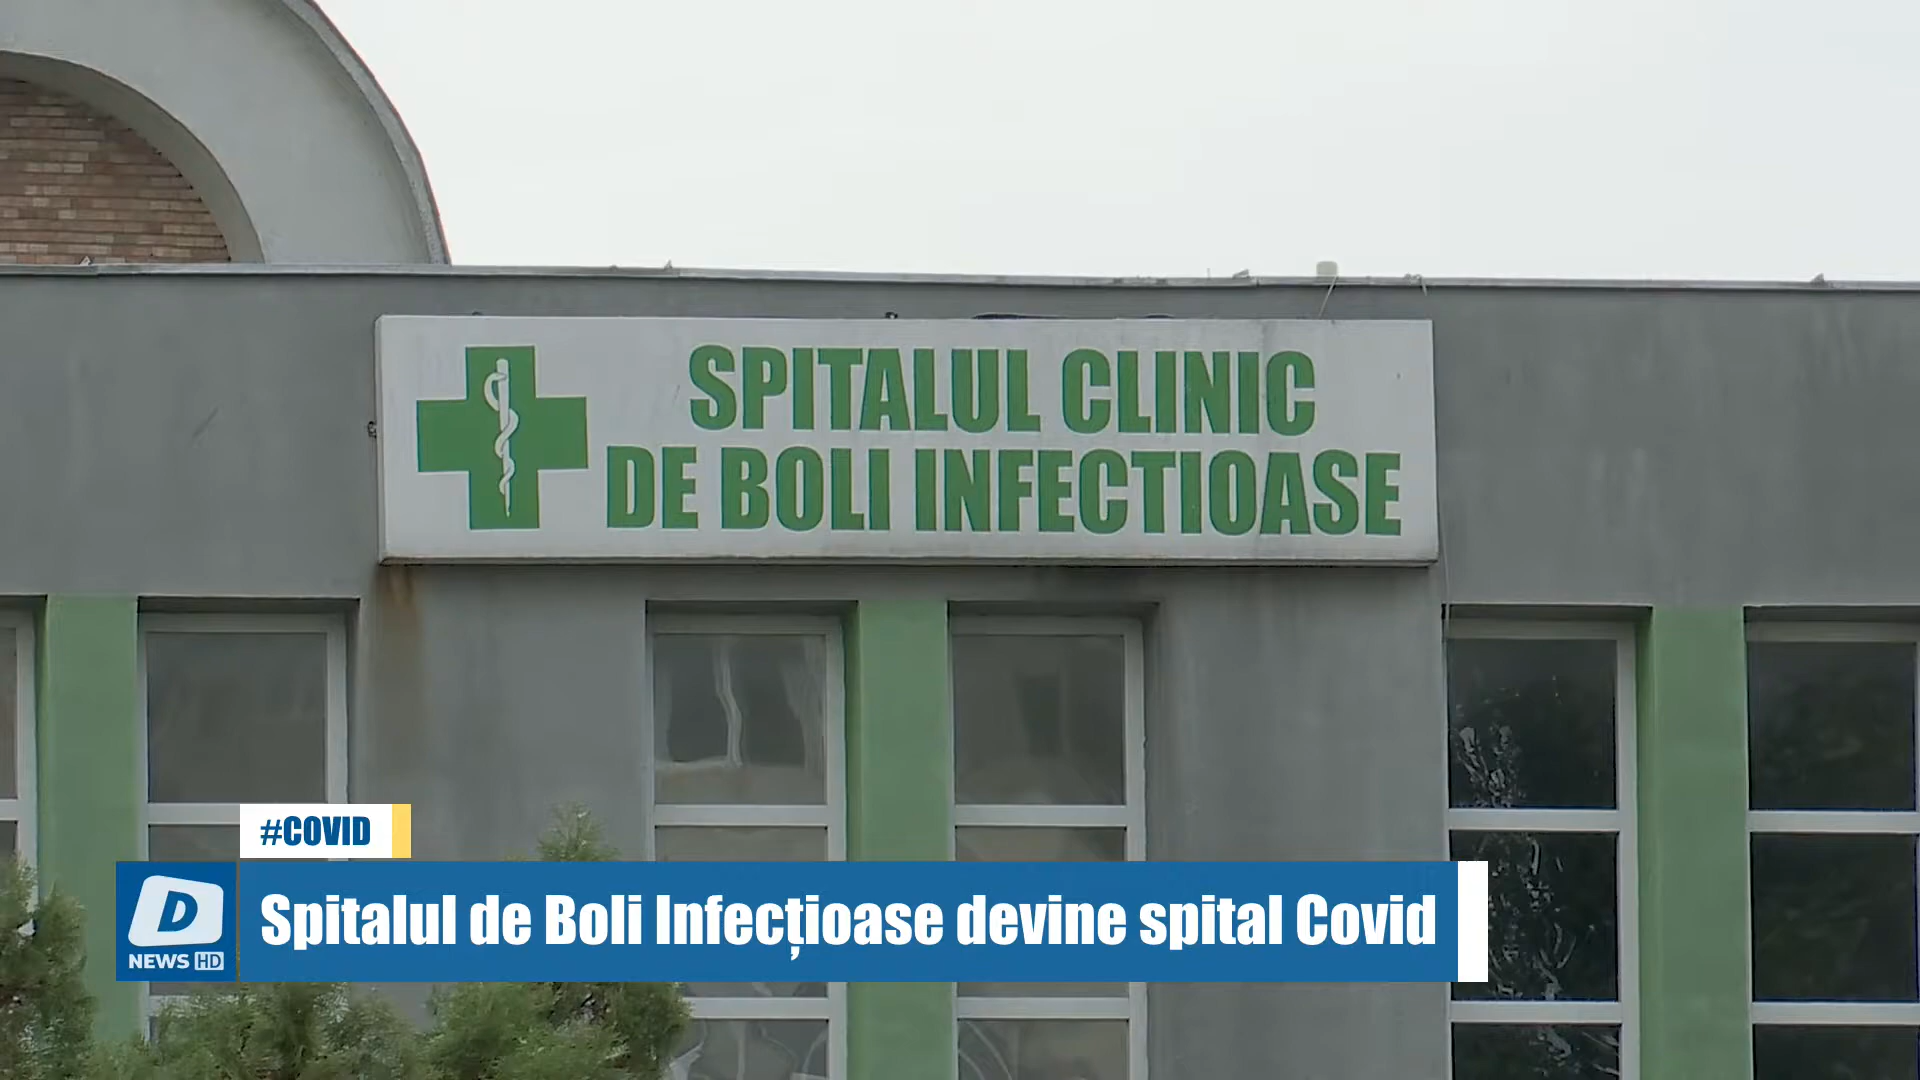 SPITALUL CLINIC
DE BOLI INFECTIOASE
#COVID
D
NEWS HD
Spitalul de Boli Infecțioase devine spital Covid